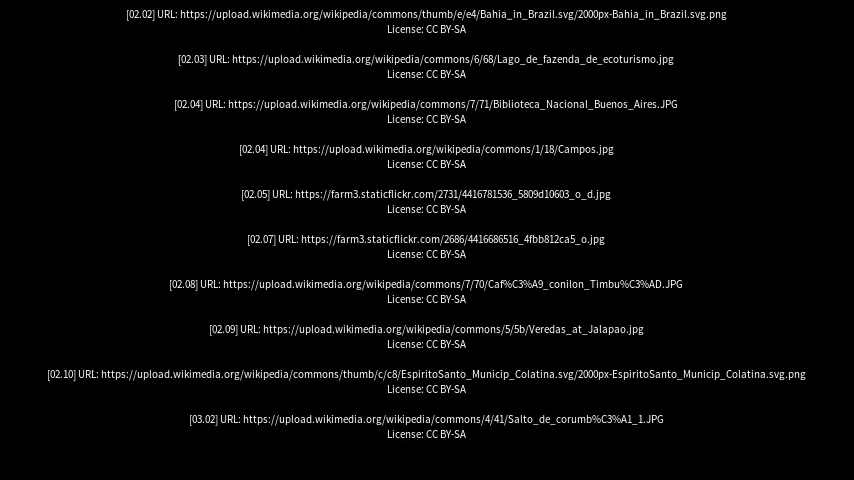 [02.02] URL: https://upload.wikimedia.org/wikipedia/commons/thumb/e/e4/Bahia_in_Brazil.svg/2000px-Bahia_in_Brazil.svg.png
License: CC BY-SA
[02.03] URL: https://upload.wikimedia.org/wikipedia/commons/6/68/Lago_de_fazenda_de_ecoturismo.jpg
License: CC BY-SA
[02.04] URL: https://upload.wikimedia.org/wikipedia/commons/7/71/Biblioteca_Nacional_Buenos_Aires.JPG
License: CC BY-SA
[02.04] URL: https://upload.wikimedia.org/wikipedia/commons/1/18/Campos.jpg
License: CC BY-SA
[02.05] URL: https://farm3.staticflickr.com/2731/4416781536_5809d10603_o_d.jpg
License: CC BY-SA
[02.07] URL: https://farm3.staticflickr.com/2686/4416686516_4fbb812ca5_o.jpg
License: CC BY-SA
[02.08] URL: https://upload.wikimedia.org/wikipedia/commons/7/70/Caf%C3%A9_conilon_Timbu%C3%AD.JPG
License: CC BY-SA
[02.09] URL: https://upload.wikimedia.org/wikipedia/commons/5/5b/Veredas_at_Jalapao.jpg
License: CC BY-SA
[02.10] URL: https://upload.wikimedia.org/wikipedia/commons/thumb/c/c8/EspiritoSanto_Municip_Colatina.svg/2000px-EspiritoSanto_Municip_Colatina.svg.png
License: CC BY-SA
[03.02] URL: https://upload.wikimedia.org/wikipedia/commons/4/41/Salto_de_corumb%C3%A1_1.JPG
License: CC BY-SA